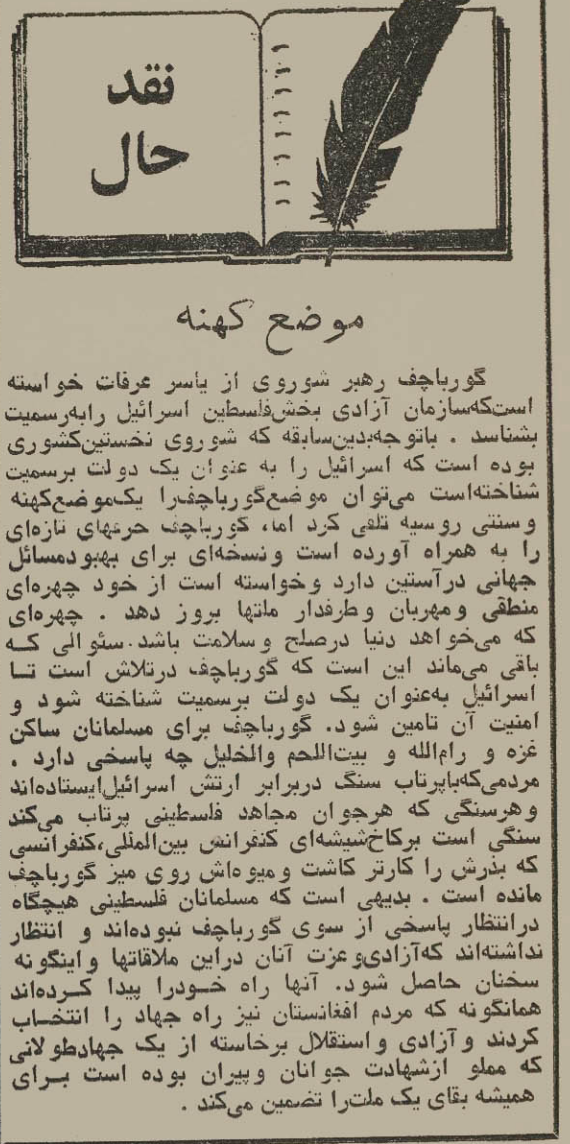 نقد
حال
موضع کهنه
گورباچف رهبر شوروی از یاسر عرفات خواسته
است‌که‌سازمان آزادی بخش‌فلسطین اسرائیل رابه‌رسمیت
بشناسد . باتوجه‌بدین‌سابقه که شوروی نخستین‌کشوری
بوده است که اسرائیل را به عنوان یک دولت برسمیت
شناخته‌است می‌توان موضع‌گورباچف‌را یک‌موضع‌کهنه
و سنتی روسیه تلقی کرد اما، گورباچف حرفهای تازه‌ای
را به همراه آورده است ونسخه‌ای برای بهبودمسائل
جهانی درآستین دارد وخواسته است از خود چهره‌ای
منطقی ومهربان وطرفدار ملتها بروز دهد . چهره‌ای
که می‌خواهد دنیا درصلح وسلامت باشد.سئوالی کـه
باقی می‌ماند این است که گورباچف درتلاش است تـا
اسرائیل به‌عنوان یک دولت برسمیت شناخته شود و
امنیت آن تامین شود. گورباچف برای مسلمانان ساکن
غزه و رام‌الله و بیت‌اللحم والخلیل چه پاسخی دارد .
مردمی‌که‌باپرتاب سنگ دربرابر ارتش اسرائیل‌ایستاده‌اند
وهرسنگی که هرجوان مجاهد فلسطینی پرتاب می‌کند
سنگی است برکاخ‌شیشه‌ای کنفرانس بین‌المللی،کنفرانسی
که بذرش را کارتر کاشت ومیوه‌اش روی میز گورباچف
مانده است . بدیهی است که مسلمانان فلسطینی هیچگاه
درانتظار پاسخی از سوی گورباچف نبوده‌اند و انتظار
نداشته‌اند که‌آزادی‌وعزت آنان دراین ملاقاتها واینگونه
سخنان حاصل شود. آنها راه خـودرا پیدا کـرده‌اند
همانگونه که مردم افغانستان نیز راه جهاد را انتخـاب
کردند وآزادی واستقلال برخاسته از یک جهادطولانی
که مملو ازشهادت جوانان وپیران بوده است بـرای
همیشه بقای یک ملت‌را تضمین می‌کند .